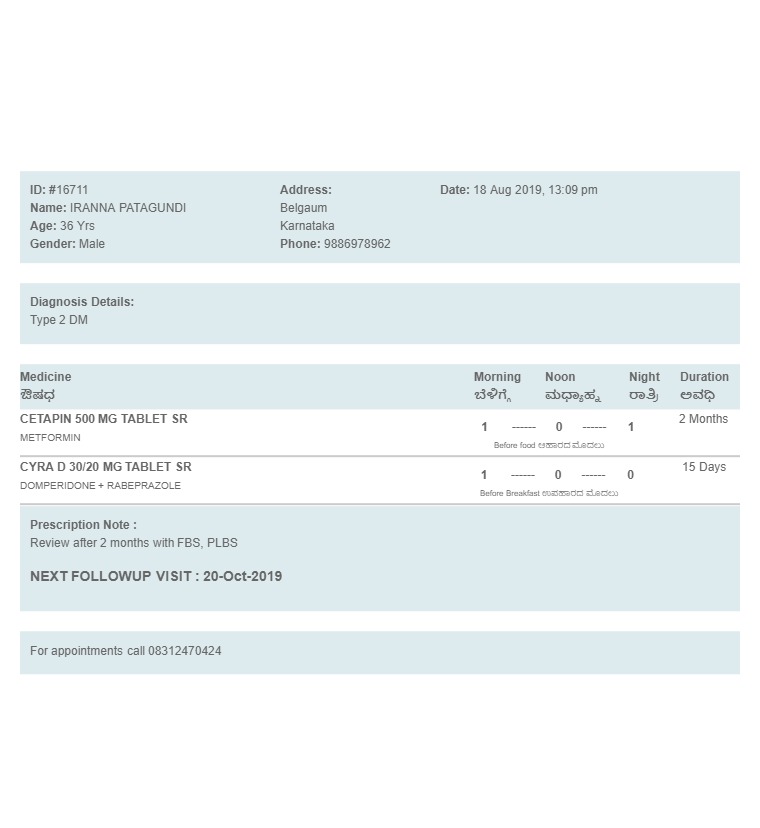 ID: #16711
Name: IRANNA PATAGUNDI
Age: 36 Yrs
Gender: Male
Address:
Belgaum
Karnataka
Phone: 9886978962
Date: 18 Aug 2019, 13:09 pm
Diagnosis Details:
Type 2 DM
Medicine Morning Noon Night Duration
ಔಷಧ ಬೆಳಿಗ್ಗೆ ಮಧ್ಯಾಹ್ನ ರಾತ್ರಿ ಅವಧಿ
CETAPIN 500 MG TABLET SR 2 Months
1 ------ 0 ------ 1
METFORMIN
Before food ಆಹಾರದ ಮೊದಲು
CYRA D 30/20 MG TABLET SR 15 Days
1 ------ 0 ------ 0
DOMPERIDONE + RABEPRAZOLE
Before Breakfast ಉಪಹಾರದ ಮೊದಲು
Prescription Note :
Review after 2 months with FBS, PLBS
NEXT FOLLOWUP VISIT : 20-Oct-2019
For appointments call 08312470424